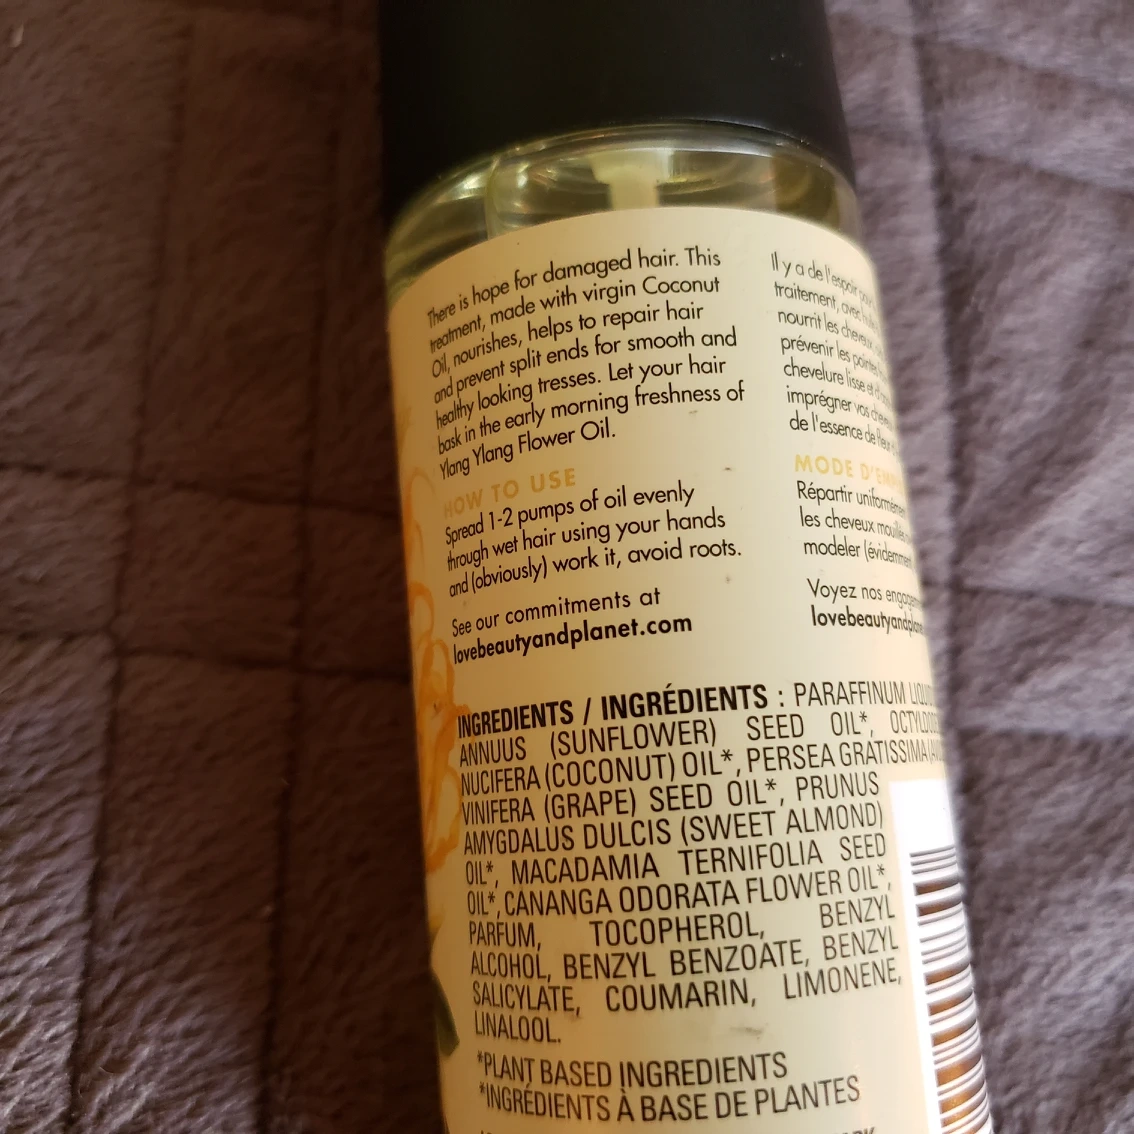 There is hope for damaged hair. This
treatment, made with virgin Coconut
Oil, nourishes, helps to repair hair
and prevent split ends for smooth and
healthy looking tresses. Let your hair
bask in the early morning freshness of
Ylang Ylang Flower Oil.
HOW TO USE
Spread 1-2 pumps of oil evenly
through wet hair using your hands
and (obviously) work it, avoid roots.
See our commitments at
lovebeautyandplanet.com
Il y a de l'espoir
traitement, avec
nourrit les
prévenir les
chevelure lisse et
imprégner vos
de l'essence de
MODE
Répartir
les cheveux
modeler
Voyez nos
INGREDIENTS / INGRÉDIENTS : PARAFFINUM
ANNUUS (SUNFLOWER) SEED OIL*,
NUCIFERA (COCONUT) OIL*, PERSEA GRATISSIMA
VINIFERA (GRAPE) SEED OIL*, PRUNUS
AMYGDALUS DULCIS (SWEET ALMOND)
OIL*, MACADAMIA TERNIFOLIA SEED
OIL*, CANANGA ODORATA FLOWER OIL*,
PARFUM, TOCOPHEROL, BENZYL
ALCOHOL, BENZYL BENZOATE, BENZYL
SALICYLATE, COUMARIN, LIMONENE,
LINALOOL.
*PLANT BASED INGREDIENTS
*INGRÉDIENTS À BASE DE PLANTES